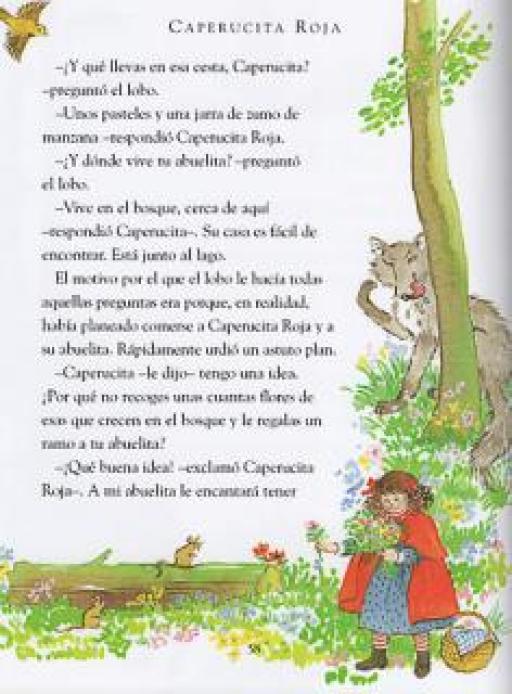 CAPERUCITA ROJA
–¿Y qué llevas en esa cesta, Caperucita?
–preguntó el lobo.
–Unos pasteles y una jarra de zumo de
manzana –respondió Caperucita Roja.
–¿Y dónde vive tu abuelita? –preguntó
el lobo.
–Vive en el bosque, cerca de aquí
–respondió Caperucita–. Su casa es fácil de
encontrar. Está junto al lago.
El motivo por el que el lobo le hacía todas
aquellas preguntas era porque, en realidad,
había planeado comerse a Caperucita Roja y a
su abuelita. Rápidamente urdió un astuto plan.
–Caperucita –le dijo– tengo una idea.
¿Por qué no recoges unas cuantas flores de
esas que crecen en el bosque y le regalas un
ramo a tu abuelita?
–¡Qué buena idea! –exclamó Caperucita
Roja–. A mi abuelita le encantará tener
58